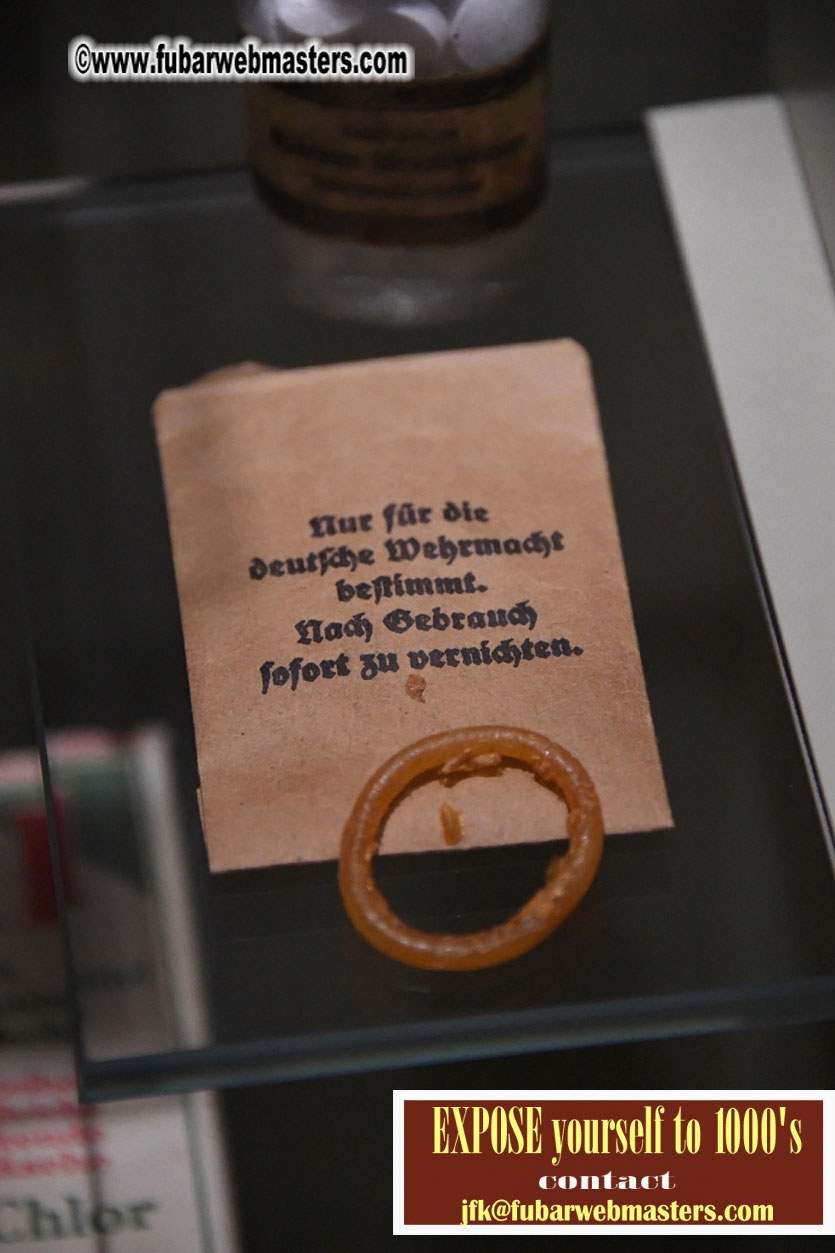 ©www.fubarwebmasters.com
Nur für die
deutſche Wehrmacht
beſtimmt.
Nach Gebrauch
ſofort zu vernichten.
Chlor
EXPOSE yourself to 1000's
contact
jfk@fubarwebmasters.com